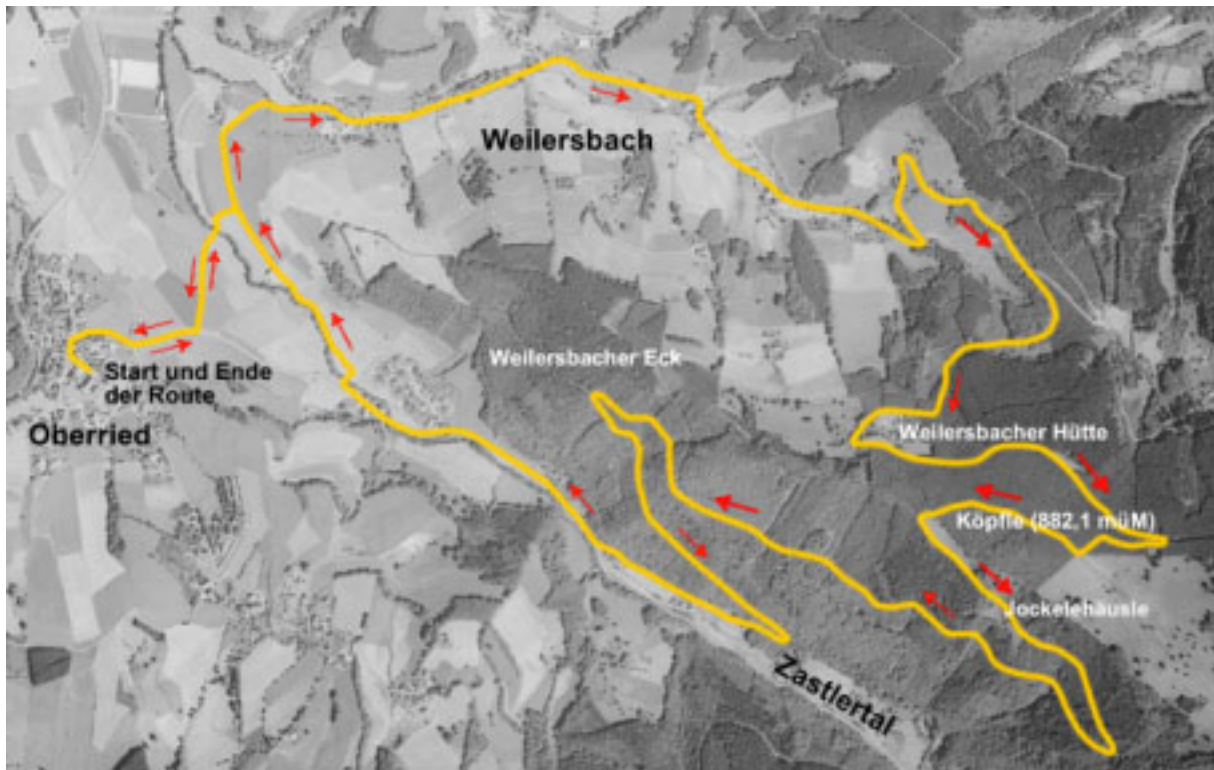 Weilersbach
Weilersbacher Eck
Start und Ende
der Route
Oberried
Weilersbacher Hütte
Köpfle (882,1 müM)
Jockelehäusle
Zastlertal